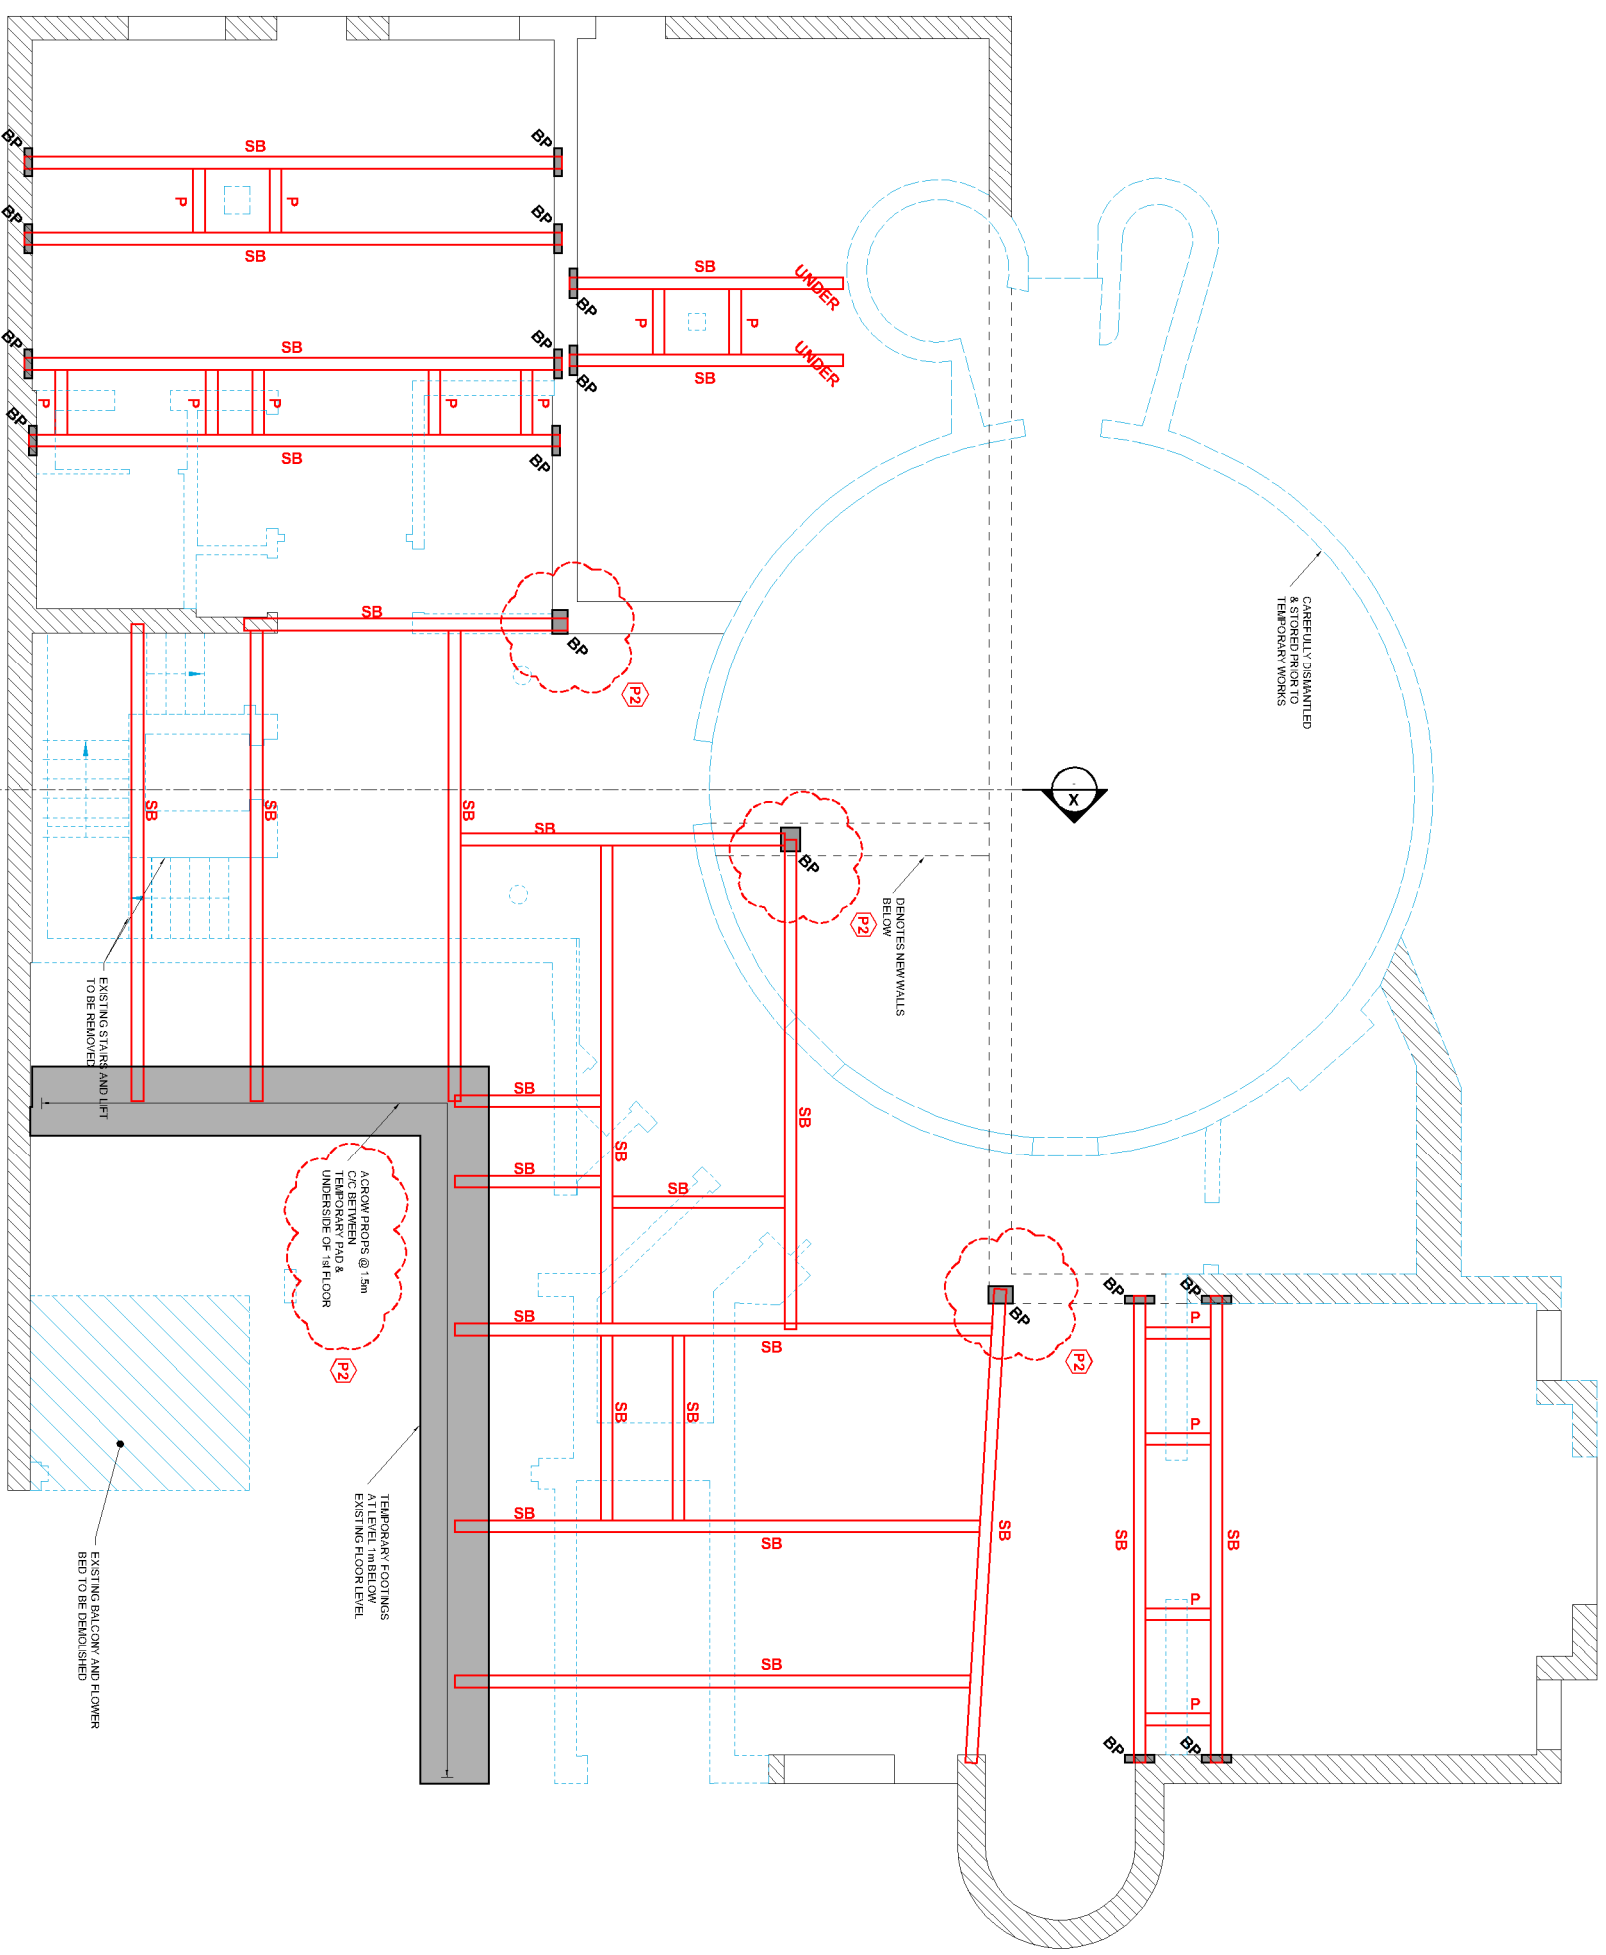 BP
BP
SB
P
P
BP
BP
SB
SB
UNDER
BP
P
P
UNDER
SB
BP
BP
BP
SB
P
P
P
P
P
BP
BP
SB
CAREFULLY DISMANTLED
& STORED PRIOR TO
TEMPORARY WORKS
SB
BP
P2
X
SB
SB
SB
SB
BP
P2
DENOTES NEW WALLS
BELOW
EXISTING STAIRS AND LIFT
TO BE REMOVED
SB
SB
SB
SB
SB
ACROW PROPS @ 1.5m
C/C BETWEEN
TEMPORARY PAD &
UNDERSIDE OF 1st FLOOR
P2
BP
P2
BP
BP
P
SB
SB
SB
SB
P
SB
SB
SB
SB
SB
TEMPORARY FOOTINGS
AT LEVEL 1m BELOW
EXISTING FLOOR LEVEL
EXISTING BALCONY AND FLOWER
BED TO BE DEMOLISHED
P
SB
P
BP
BP